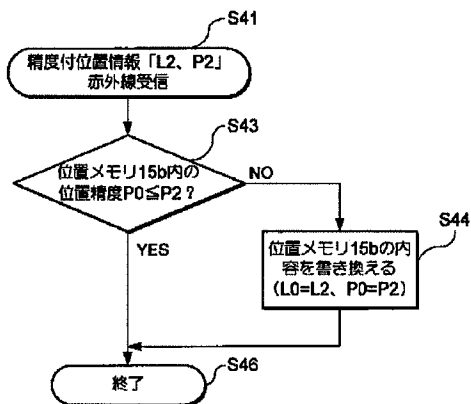 S41
精度付位置情報「L2、P2」
赤外線受信
S43
位置メモリ15b内の
位置精度P0≦P2？
NO
YES
S44
位置メモリ15bの内
容を書き換える
（L0=L2、P0=P2）
S46
終了